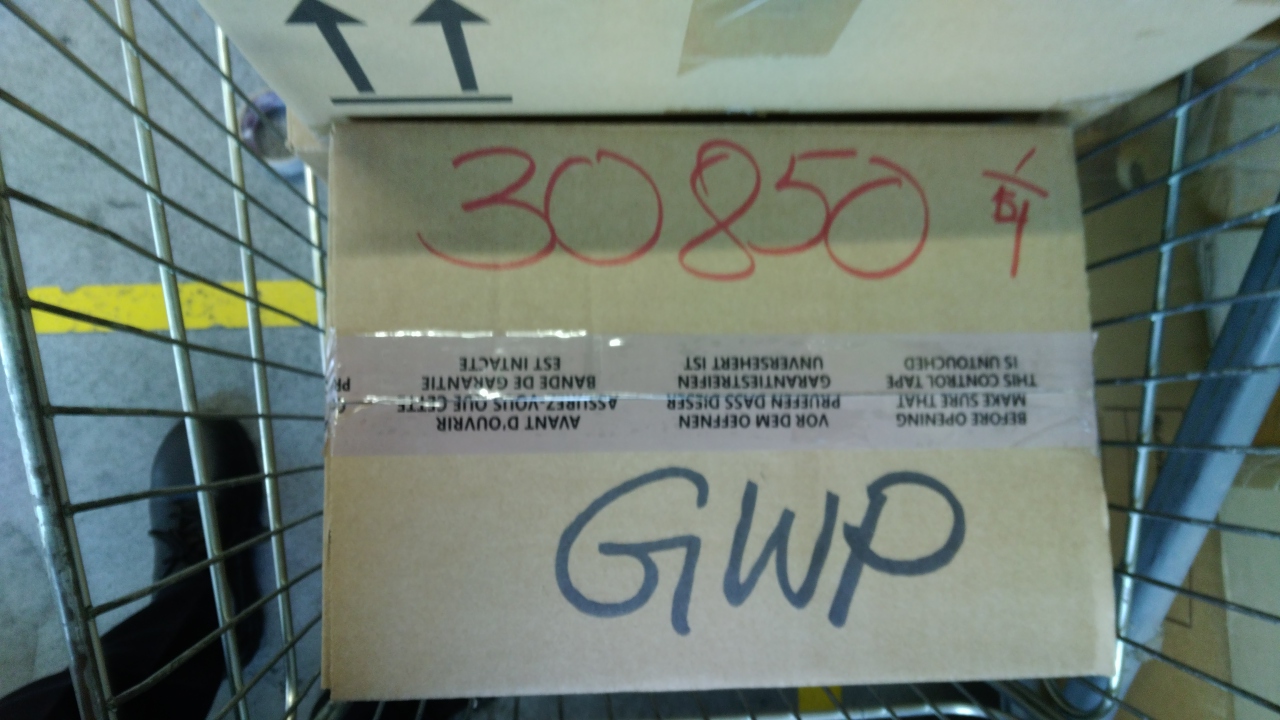 30850
GWP
BEFORE OPENING
MAKE SURE THAT
THIS CONTROL TAPE
IS UNTOUCHED
VOR DEM OEFFNEN
PRUEFEN DASS DIESER
GARANTIESTREIFEN
UNVERSEHERT IST
AVANT D'OUVRIR
ASSUREZ-VOUS QUE CETTE
BANDE DE GARANTIE
EST INTACTE